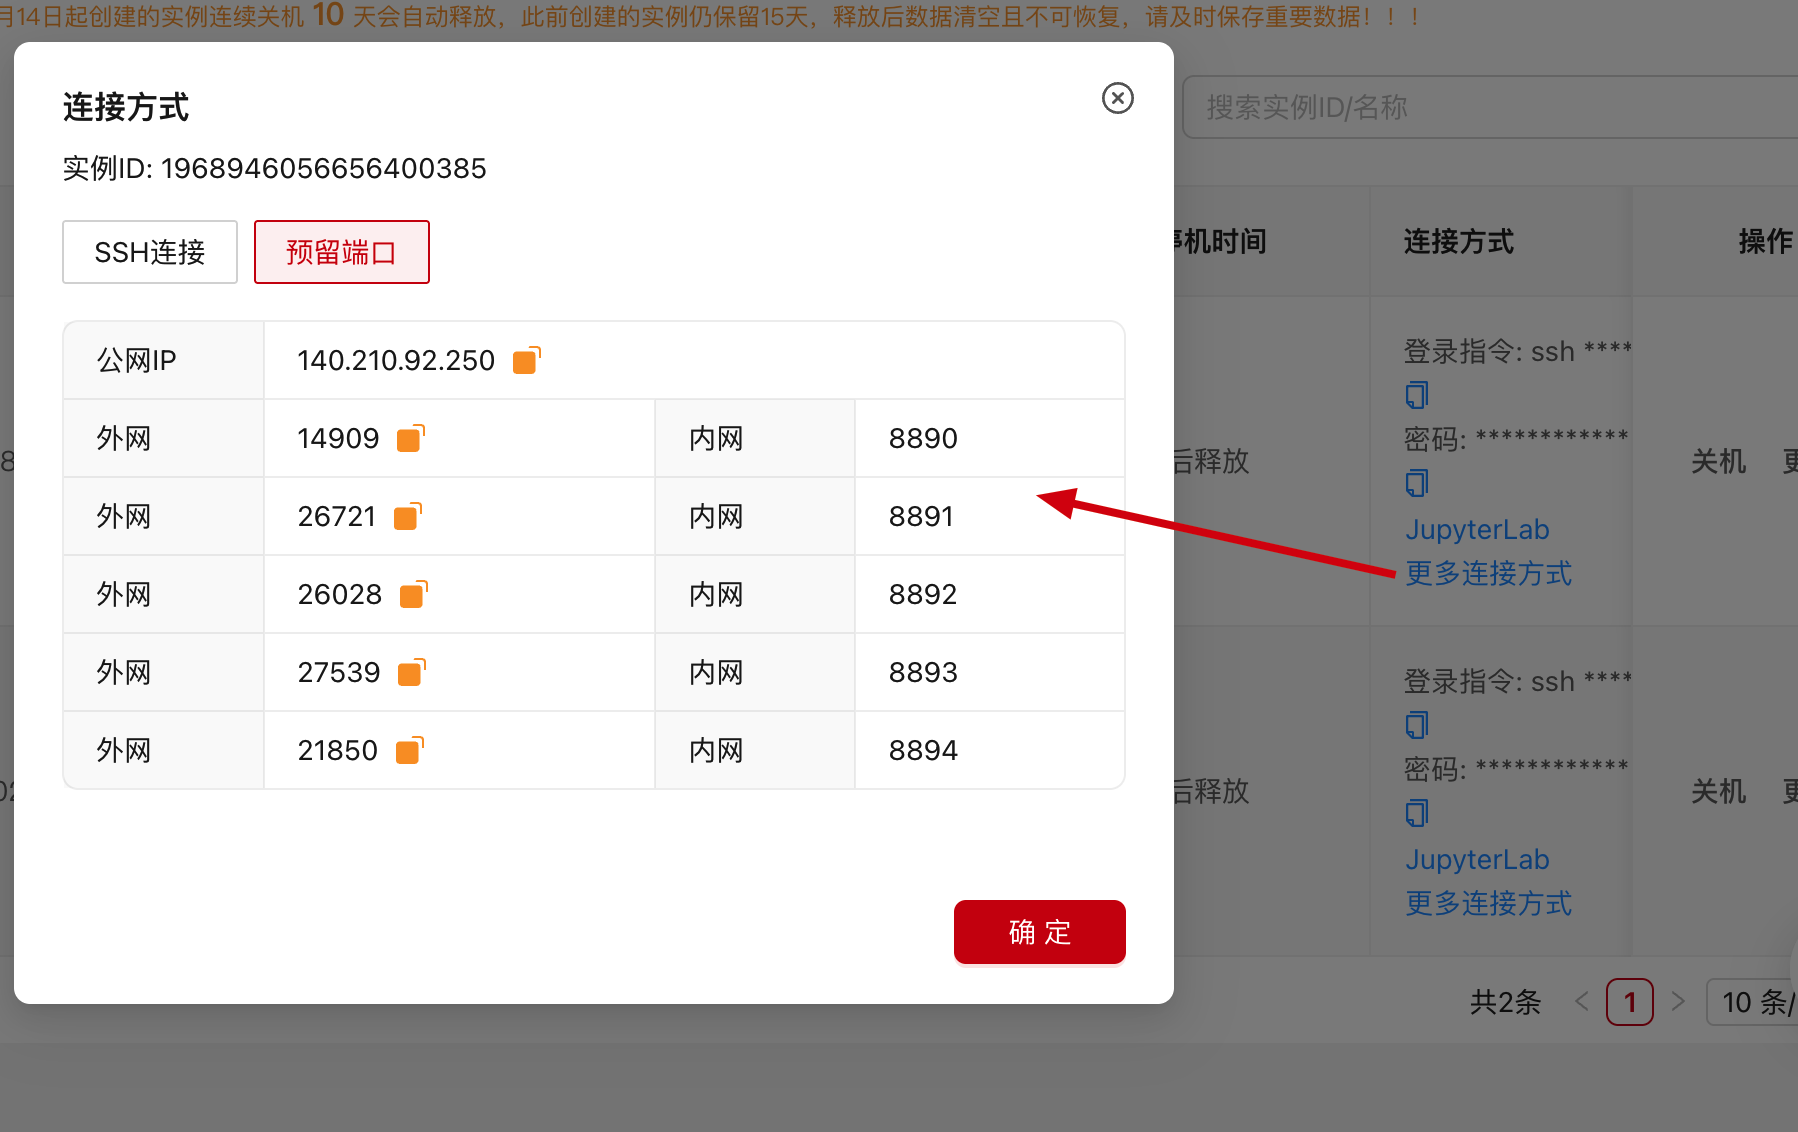 月14日起创建的实例连续关机 10 天会自动释放，此前创建的实例仍保留15天，释放后数据清空且不可恢复，请及时保存重要数据！！！
连接方式
实例ID: 1968946056656400385
SSH连接
预留端口
公网IP 140.210.92.250
外网 14909 内网 8890
外网 26721 内网 8891
外网 26028 内网 8892
外网 27539 内网 8893
外网 21850 内网 8894
确 定
搜索实例ID/名称
机时间 连接方式 操作
后释放
登录指令: ssh ****
密码: ************
JupyterLab
更多连接方式
关机 更
后释放
登录指令: ssh ****
密码: ************
JupyterLab
更多连接方式
关机 更
共2条 < 1 > 10 条/